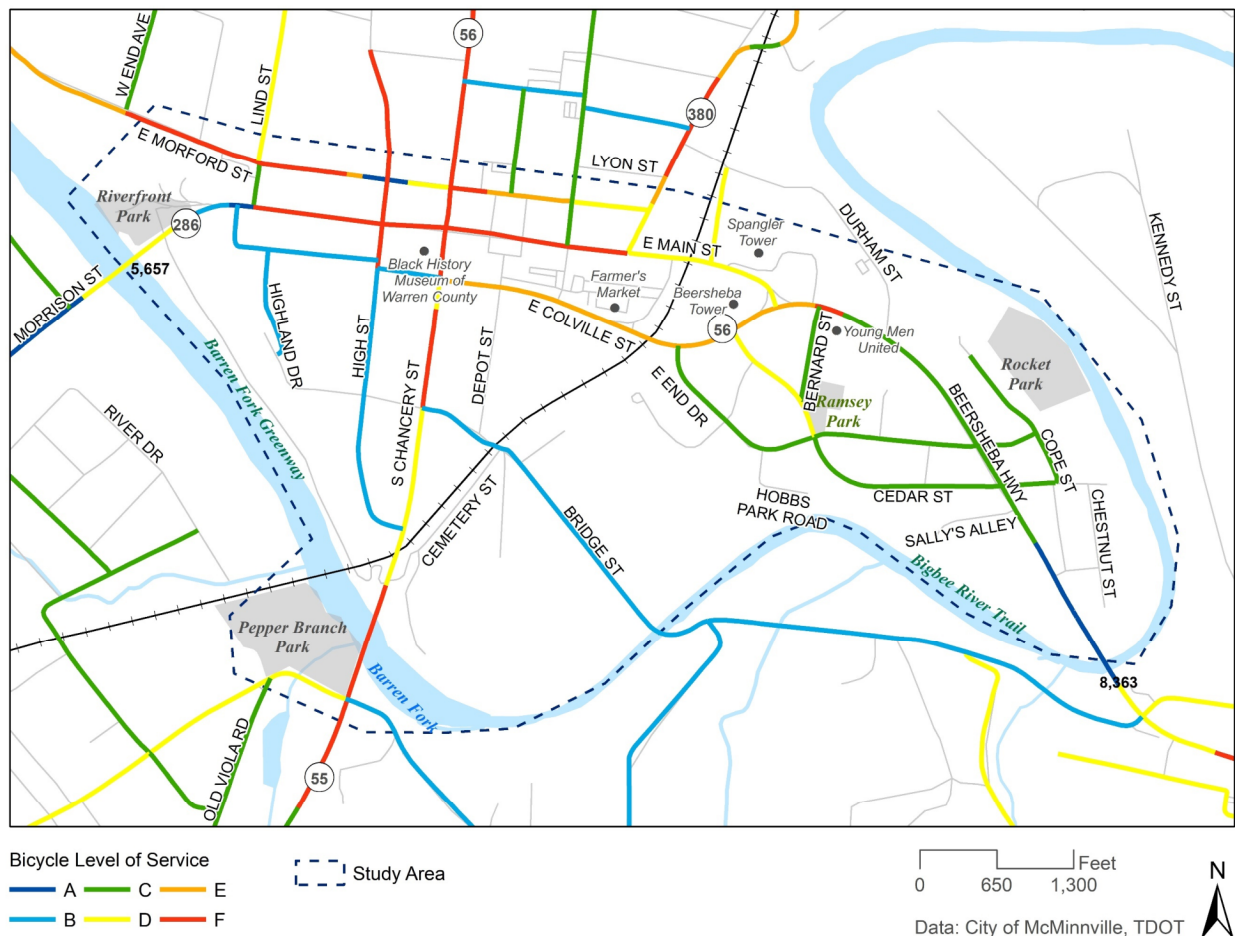 56
W END AVE
LIND ST
380
E MORFORD ST
LYON ST
Riverfront
Park
286
DURHAM ST
KENNEDY ST
Spangler
Tower
E MAIN ST
5,657
Black History
Museum of
Warren County
Farmer's
Market
Beersheba
Tower
MORRISON ST
HIGHLAND DR
HIGH ST
E COLVILLE ST
56
BERNARD ST
Young Men
United
Rocket
Park
Barren Fork Greenway
S CHANCERY ST
DEPOT ST
E END DR
Ramsey
Park
BEERSHEBA HWY
COPE ST
RIVER DR
CEMETERY ST
BRIDGE ST
HOBBS
PARK ROAD
CEDAR ST
SALLY'S ALLEY
CHESTNUT ST
Bigbee River Trail
Pepper Branch
Park
Barren Fork
8,363
OLD VIOLA RD
55
Bicycle Level of Service
A C E
B D F
Study Area
Feet
0 650 1,300
N
Data: City of McMinnville, TDOT